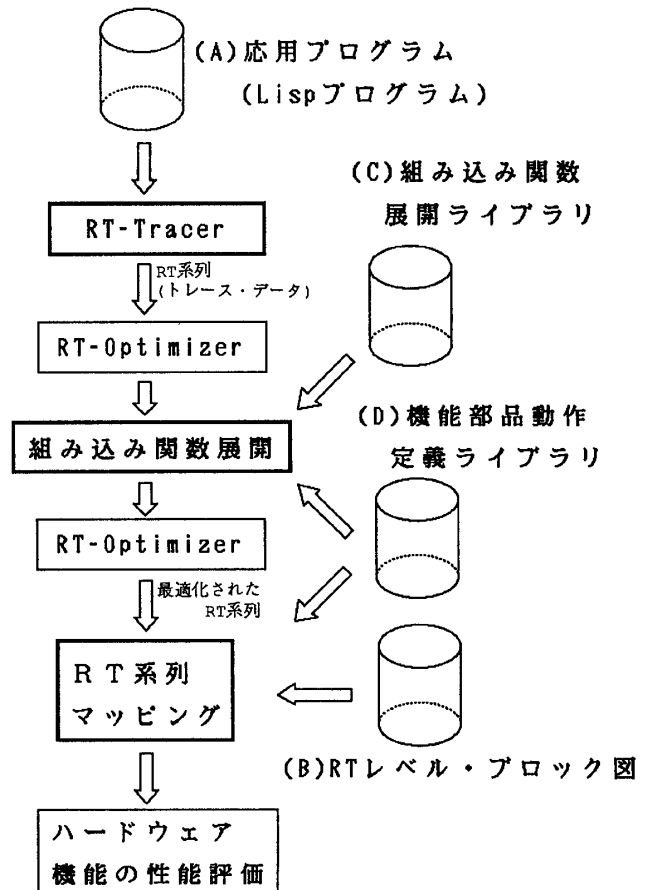 (A)応用プログラム
(Lispプログラム)
(C)組み込み関数
展開ライブラリ
RT-Tracer
RT系列
(トレース・データ)
RT-Optimizer
(D)機能部品動作
定義ライブラリ
組み込み関数展開
RT-Optimizer
最適化された
RT系列
RT系列
マッピング
(B)RTレベル・ブロック図
ハードウェア
機能の性能評価